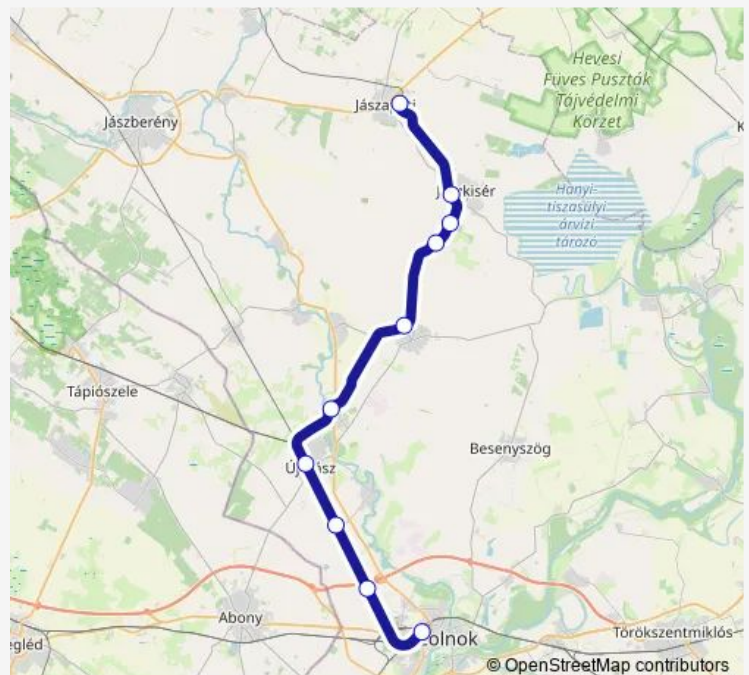 Hevesi
Füves Puszták
Tájvédelmi
Körzet
Jászberény
Hanyi-
tiszasülyi
árvízi
tározó
Tápiószele
Besenyszög
Abony
Törökszentmiklós
© OpenStreetMap contributors